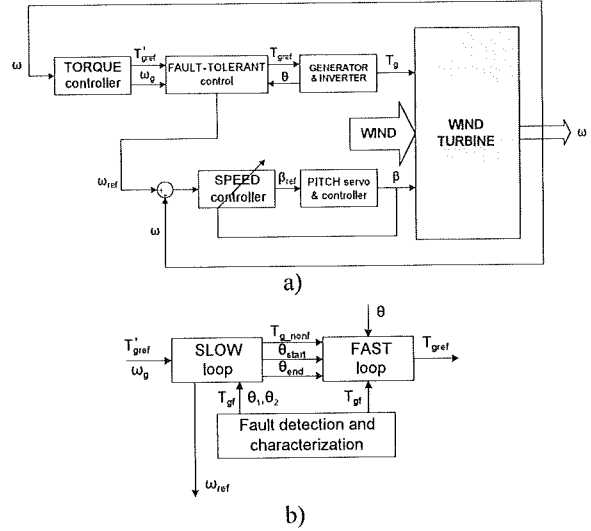 ω
TORQUE
controller
T'gref
ωg
FAULT-TOLERANT
control
Tgref
θ
GENERATOR
& INVERTER
Tg
WIND
WIND
TURBINE
ω
ωref
ω
SPEED
controller
βref
PITCH servo
& controller
β
a)
T'gref
ωg
SLOW
loop
Tg_nonf
θstart
θend
θ
FAST
loop
Tgref
Tgf
θ1,θ2
Tgf
Fault detection and
characterization
ωref
b)